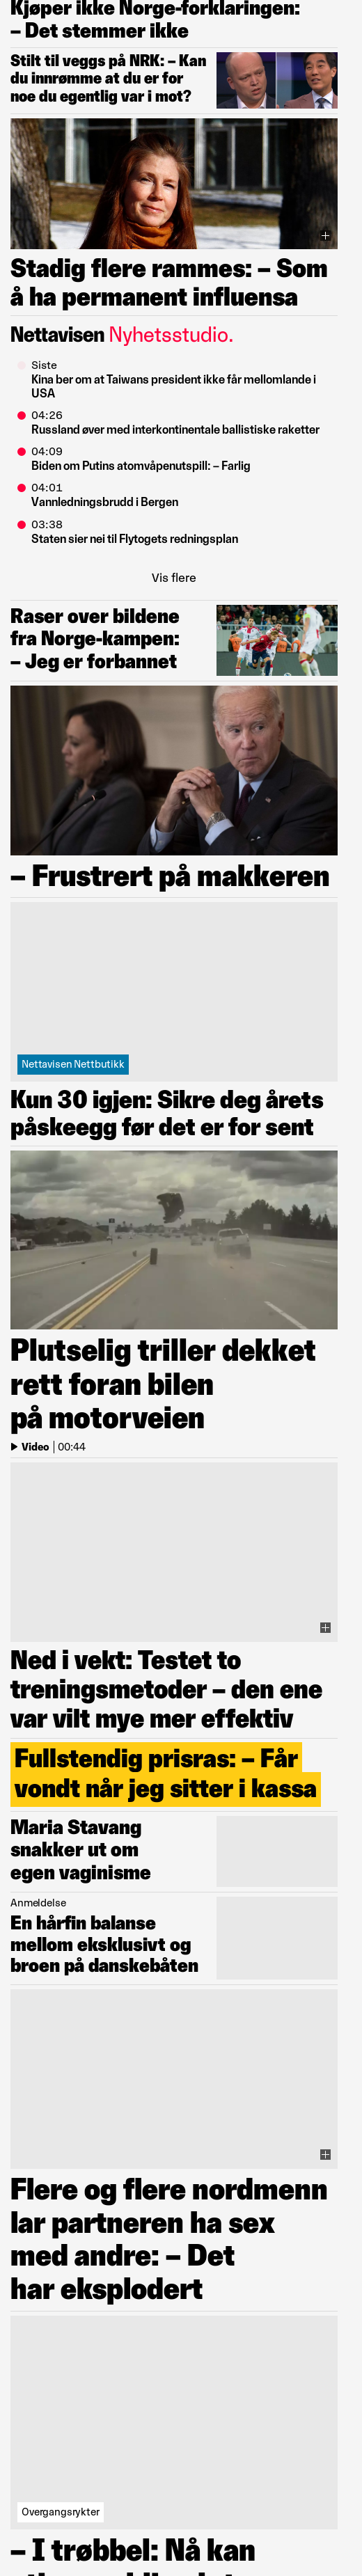 Kjøper ikke Norge-forklaringen:
– Det stemmer ikke
Stilt til veggs på NRK: – Kan
du innrømme at du er for
noe du egentlig var i mot?
Stadig flere rammes: – Som
å ha permanent influensa
Nettavisen Nyhetsstudio.
Siste
Kina ber om at Taiwans president ikke får mellomlande i
USA
04:26
Russland øver med interkontinentale ballistiske raketter
04:09
Biden om Putins atomvåpenutspill: – Farlig
04:01
Vannledningsbrudd i Bergen
03:38
Staten sier nei til Flytogets redningsplan
Vis flere
Raser over bildene
fra Norge-kampen:
– Jeg er forbannet
– Frustrert på makkeren
Nettavisen Nettbutikk
Kun 30 igjen: Sikre deg årets
påskeegg før det er for sent
Plutselig triller dekket
rett foran bilen
på motorveien
Video | 00:44
Ned i vekt: Testet to
treningsmetoder – den ene
var vilt mye mer effektiv
Fullstendig prisras: – Får
vondt når jeg sitter i kassa
Maria Stavang
snakker ut om
egen vaginisme
Anmeldelse
En hårfin balanse
mellom eksklusivt og
broen på danskebåten
Flere og flere nordmenn
lar partneren ha sex
med andre: – Det
har eksplodert
Overgangsrykter
– I trøbbel: Nå kan